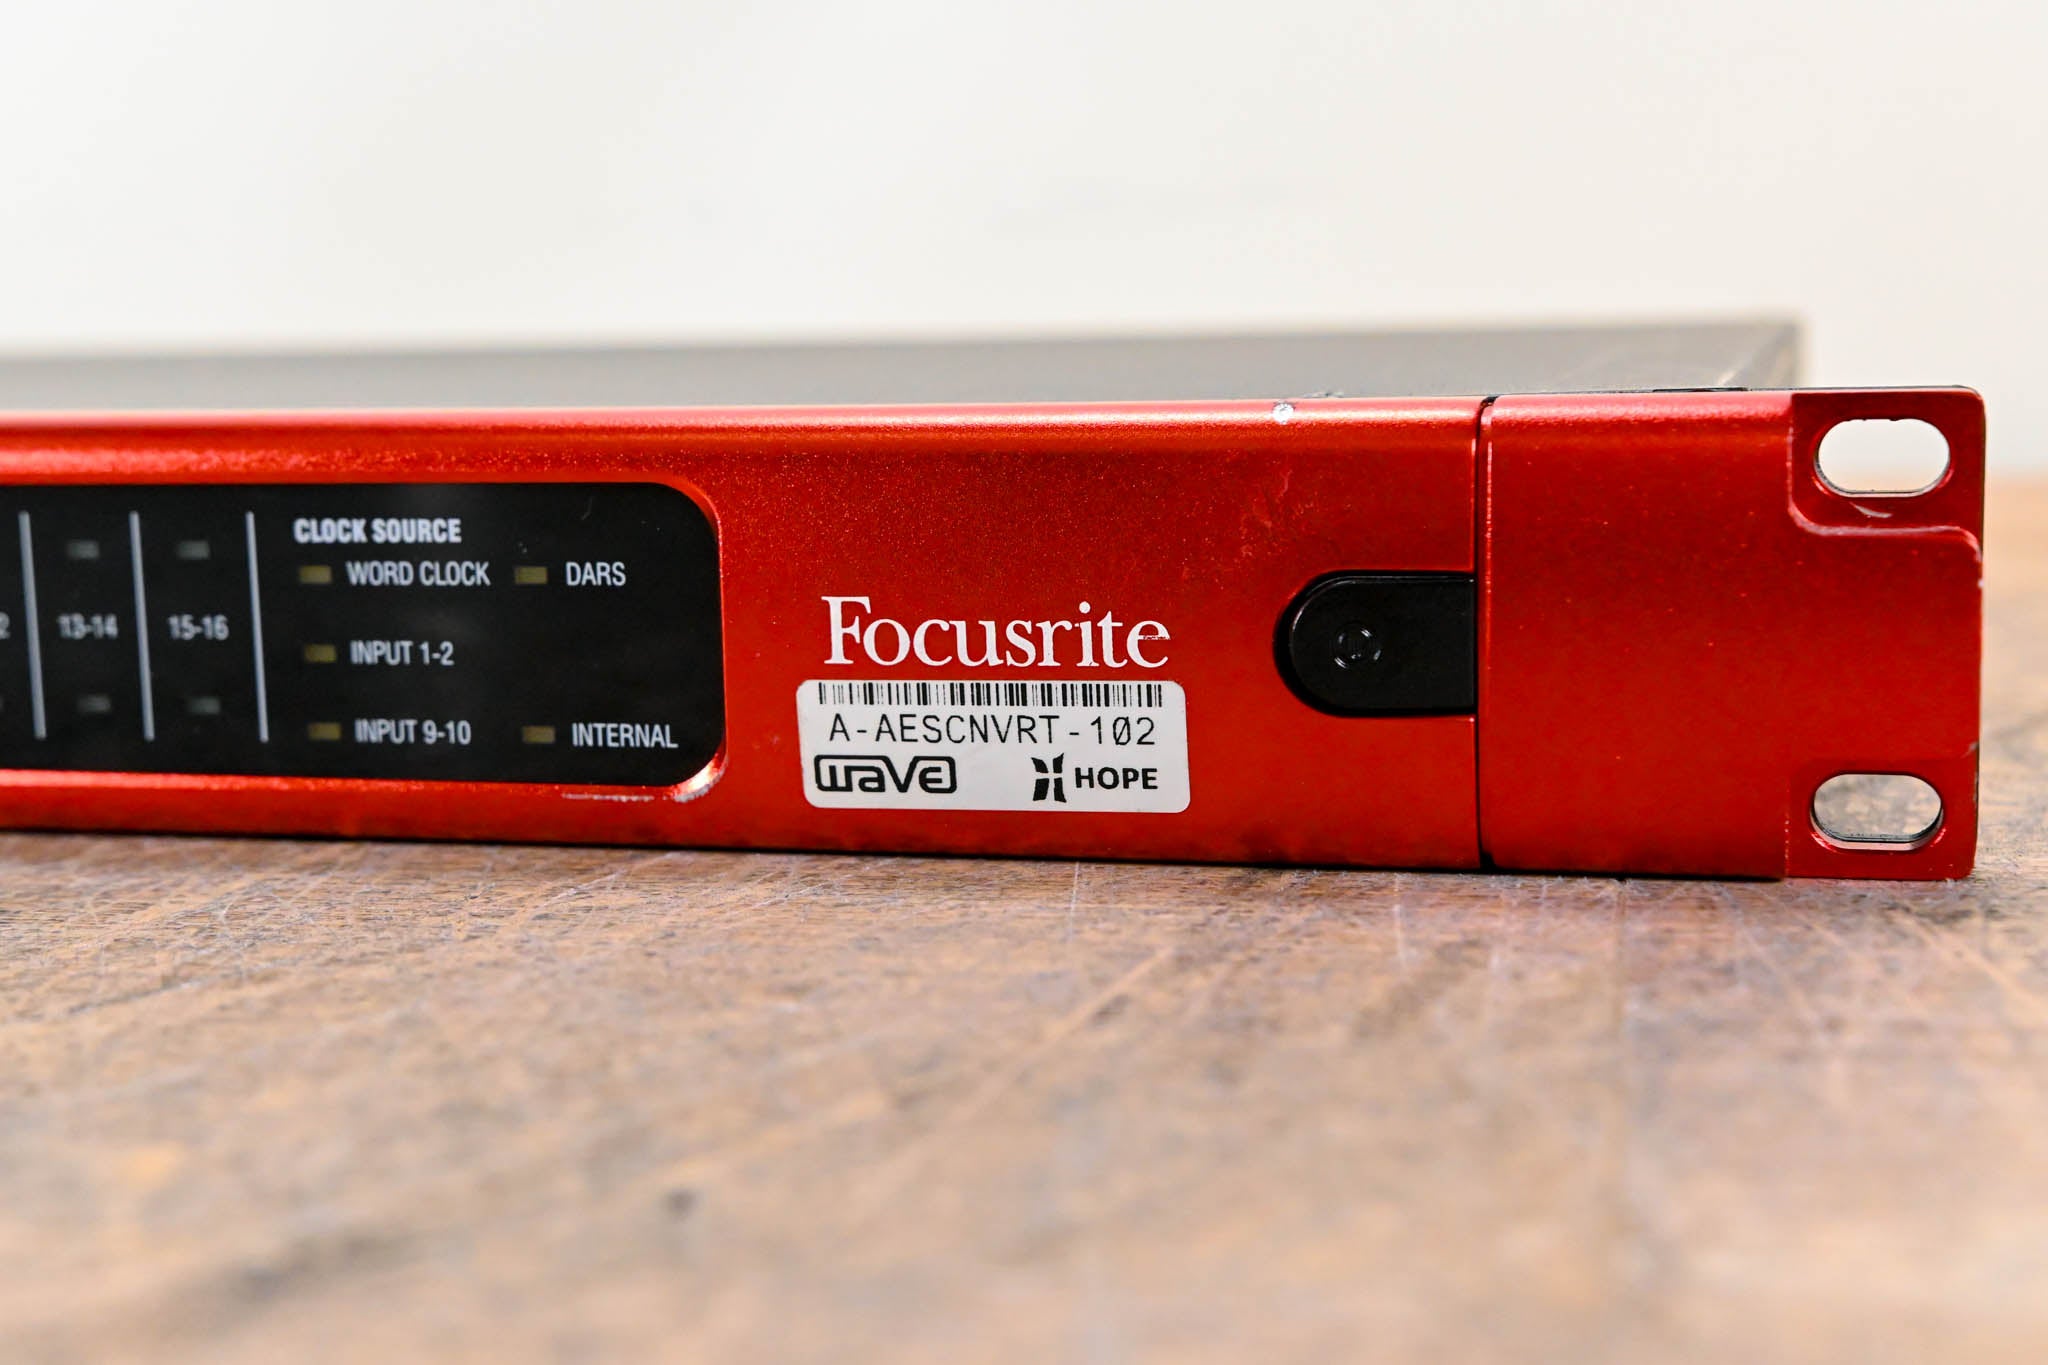 2
13-14
15-16
CLOCK SOURCE
WORD CLOCK
DARS
INPUT 1-2
INPUT 9-10
INTERNAL
Focusrite
A-AESCNVRT-102
wave
HOPE